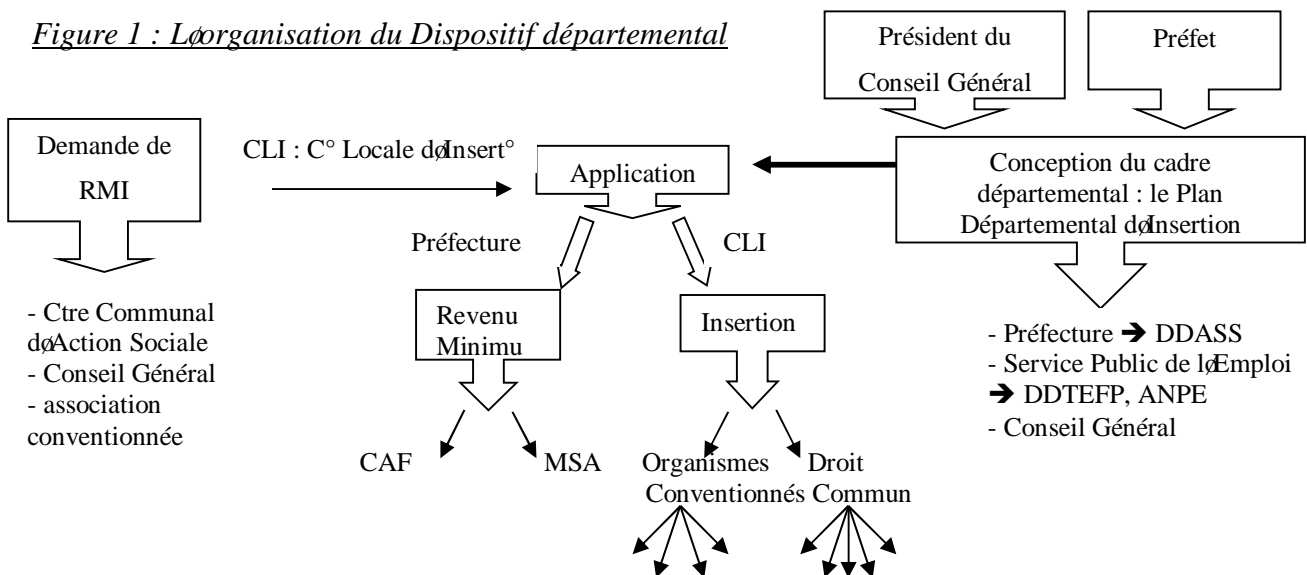 Figure 1 : Løorganisation du Dispositif départemental
Président du
Conseil Général
Préfet
Demande de
RMI
CLI : C° Locale døInsert°
Application
Conception du cadre
départemental : le Plan
Départemental døInsertion
Préfecture
CLI
- Ctre Communal
døAction Sociale
- Conseil Général
- association
conventionnée
Revenu
Minimu
Insertion
- Préfecture ➔ DDASS
- Service Public de løEmploi
➔ DDTEFP, ANPE
- Conseil Général
CAF
MSA
Organismes
Conventionnés
Droit
Commun